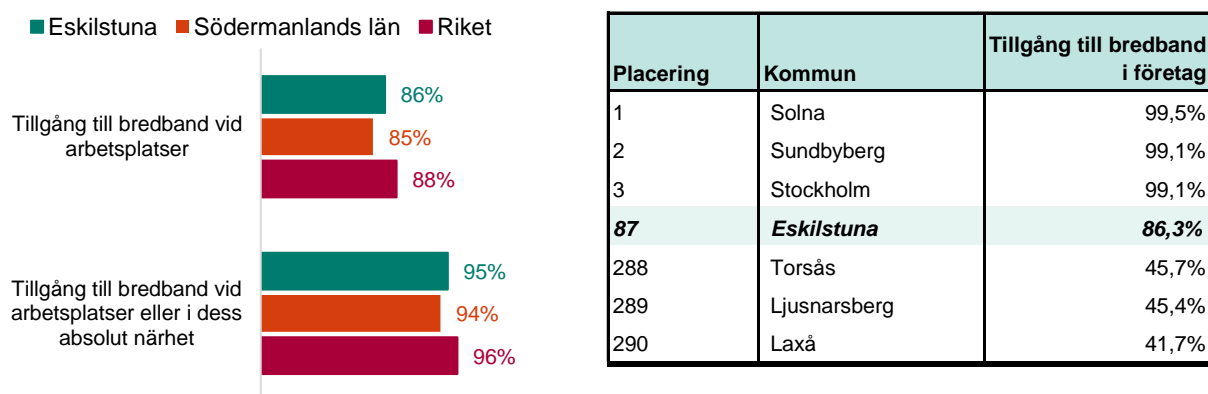 Eskilstuna Södermanlands län Riket
Tillgång till bredband vid
arbetsplatser
86%
85%
88%
Tillgång till bredband vid
arbetsplatser eller i dess
absolut närhet
95%
94%
96%
Tillgång till bredband
Placering Kommun i företag
1 Solna 99,5%
2 Sundbyberg 99,1%
3 Stockholm 99,1%
87 Eskilstuna 86,3%
288 Torsås 45,7%
289 Ljusnarsberg 45,4%
290 Laxå 41,7%